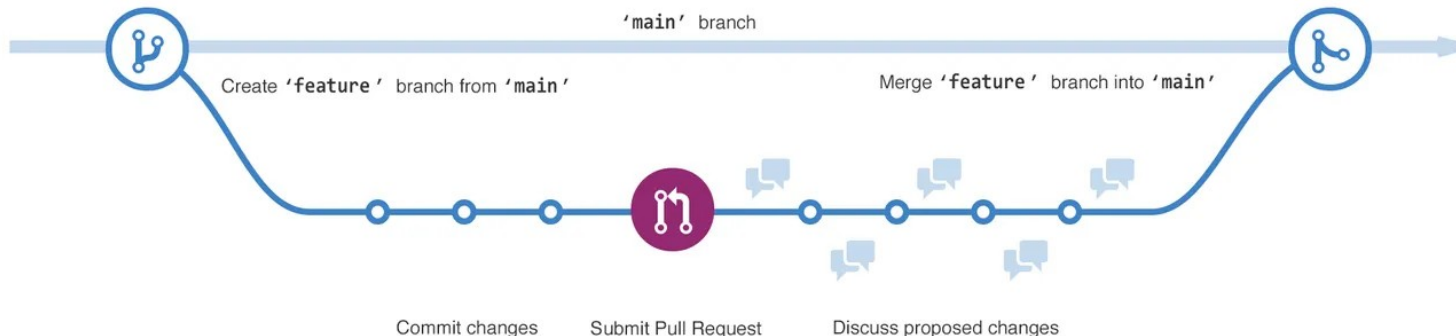 ‘main’ branch
Create ‘feature’ branch from ‘main’
Merge ‘feature’ branch into ‘main’
Commit changes
Submit Pull Request
Discuss proposed changes